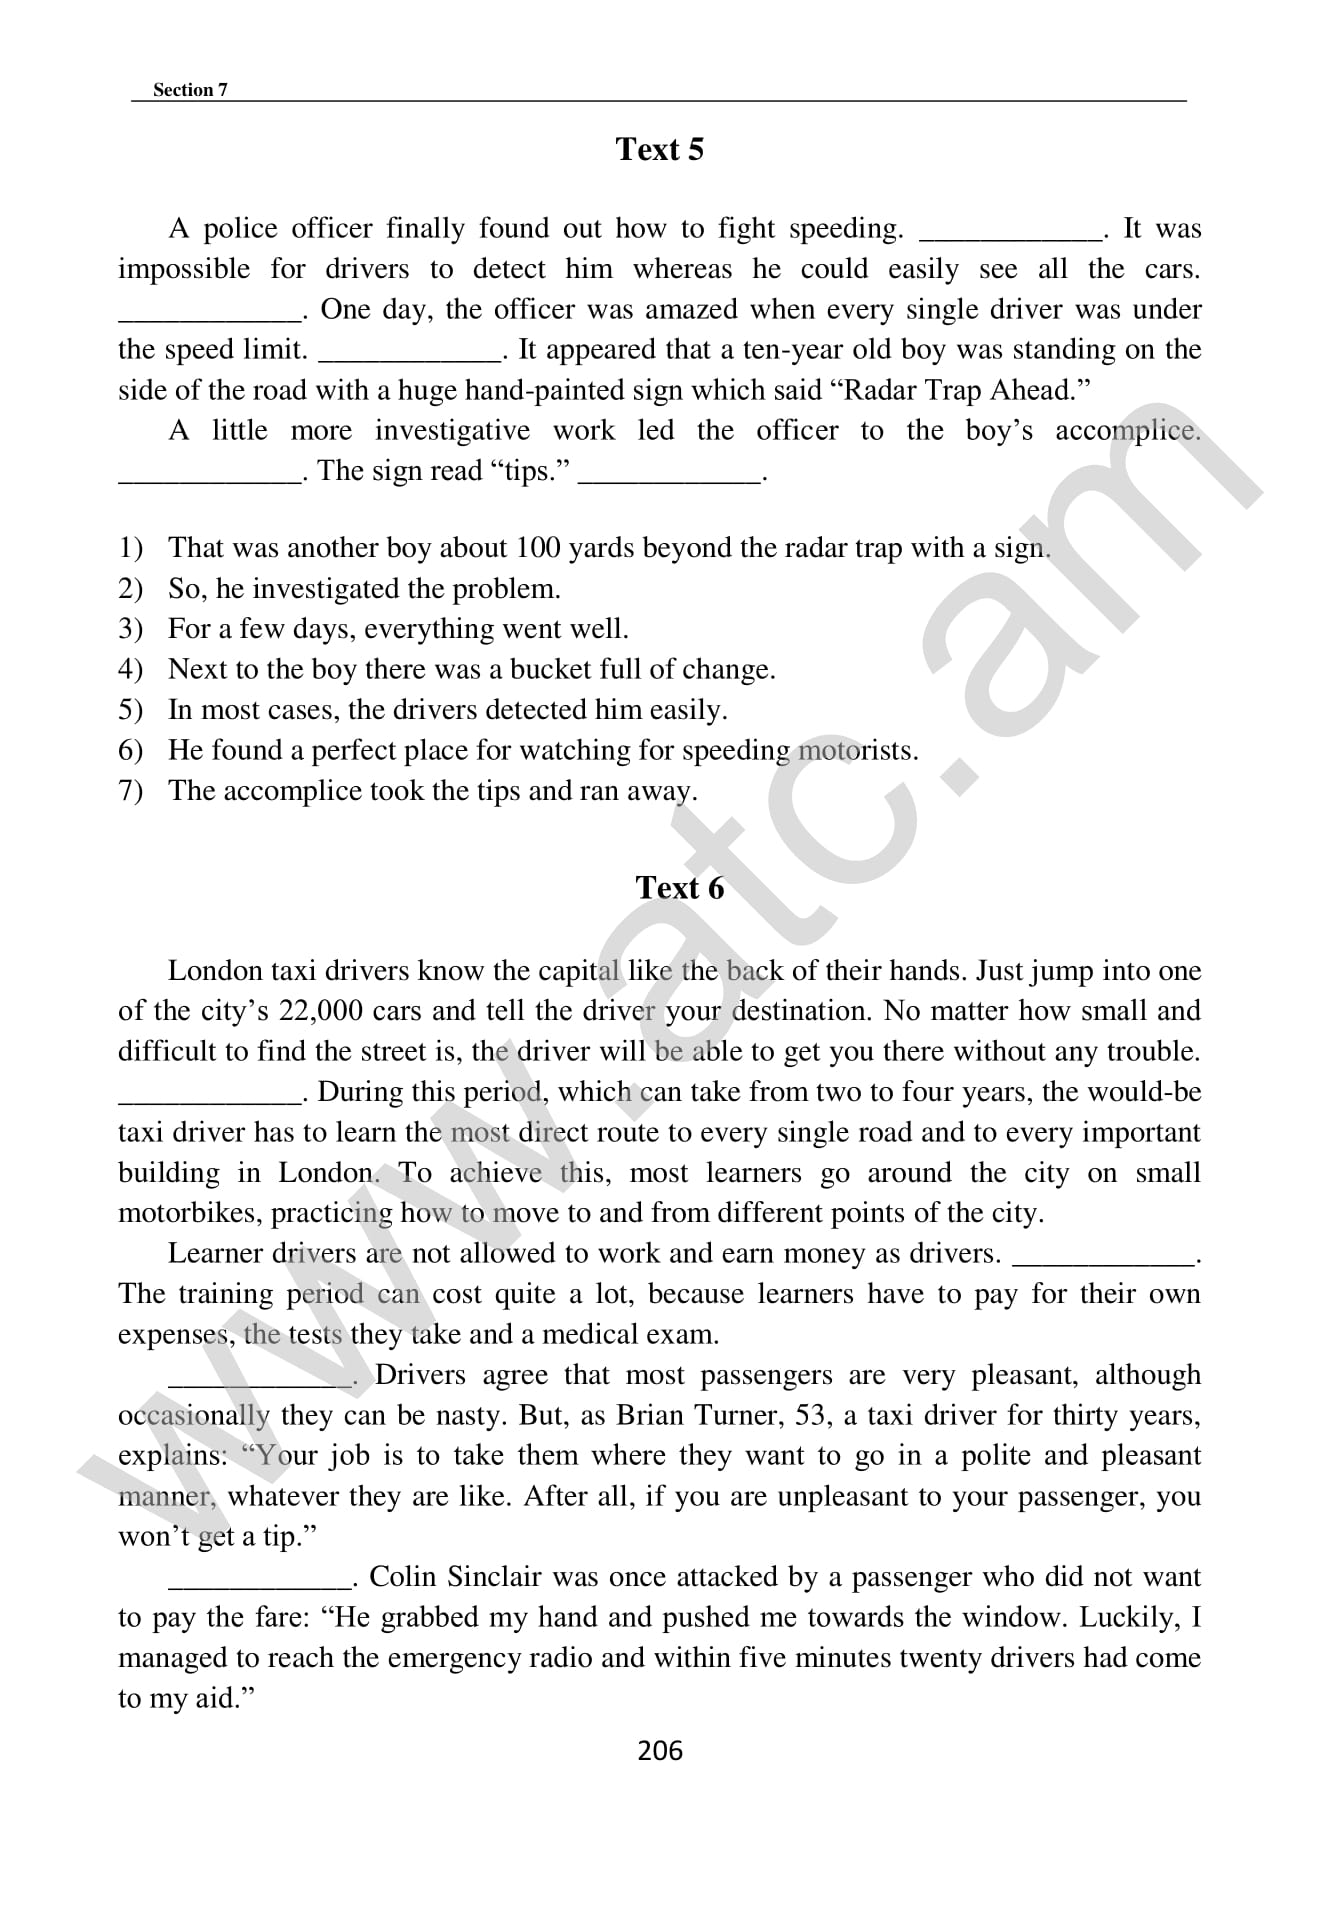 Section 7
Text 5
A police officer finally found out how to fight speeding. ____________. It was
impossible for drivers to detect him whereas he could easily see all the cars.
____________. One day, the officer was amazed when every single driver was under
the speed limit. ____________. It appeared that a ten-year old boy was standing on the
side of the road with a huge hand-painted sign which said “Radar Trap Ahead.”
A little more investigative work led the officer to the boy’s accomplice.
____________. The sign read “tips.” ____________.
1) That was another boy about 100 yards beyond the radar trap with a sign.
2) So, he investigated the problem.
3) For a few days, everything went well.
4) Next to the boy there was a bucket full of change.
5) In most cases, the drivers detected him easily.
6) He found a perfect place for watching for speeding motorists.
7) The accomplice took the tips and ran away.
Text 6
London taxi drivers know the capital like the back of their hands. Just jump into one
of the city’s 22,000 cars and tell the driver your destination. No matter how small and
difficult to find the street is, the driver will be able to get you there without any trouble.
____________. During this period, which can take from two to four years, the would-be
taxi driver has to learn the most direct route to every single road and to every important
building in London. To achieve this, most learners go around the city on small
motorbikes, practicing how to move to and from different points of the city.
Learner drivers are not allowed to work and earn money as drivers. ____________.
The training period can cost quite a lot, because learners have to pay for their own
expenses, the tests they take and a medical exam.
____________. Drivers agree that most passengers are very pleasant, although
occasionally they can be nasty. But, as Brian Turner, 53, a taxi driver for thirty years,
explains: “Your job is to take them where they want to go in a polite and pleasant
manner, whatever they are like. After all, if you are unpleasant to your passenger, you
won’t get a tip.”
____________. Colin Sinclair was once attacked by a passenger who did not want
to pay the fare: “He grabbed my hand and pushed me towards the window. Luckily, I
managed to reach the emergency radio and within five minutes twenty drivers had come
to my aid.”
206
www.atc.am